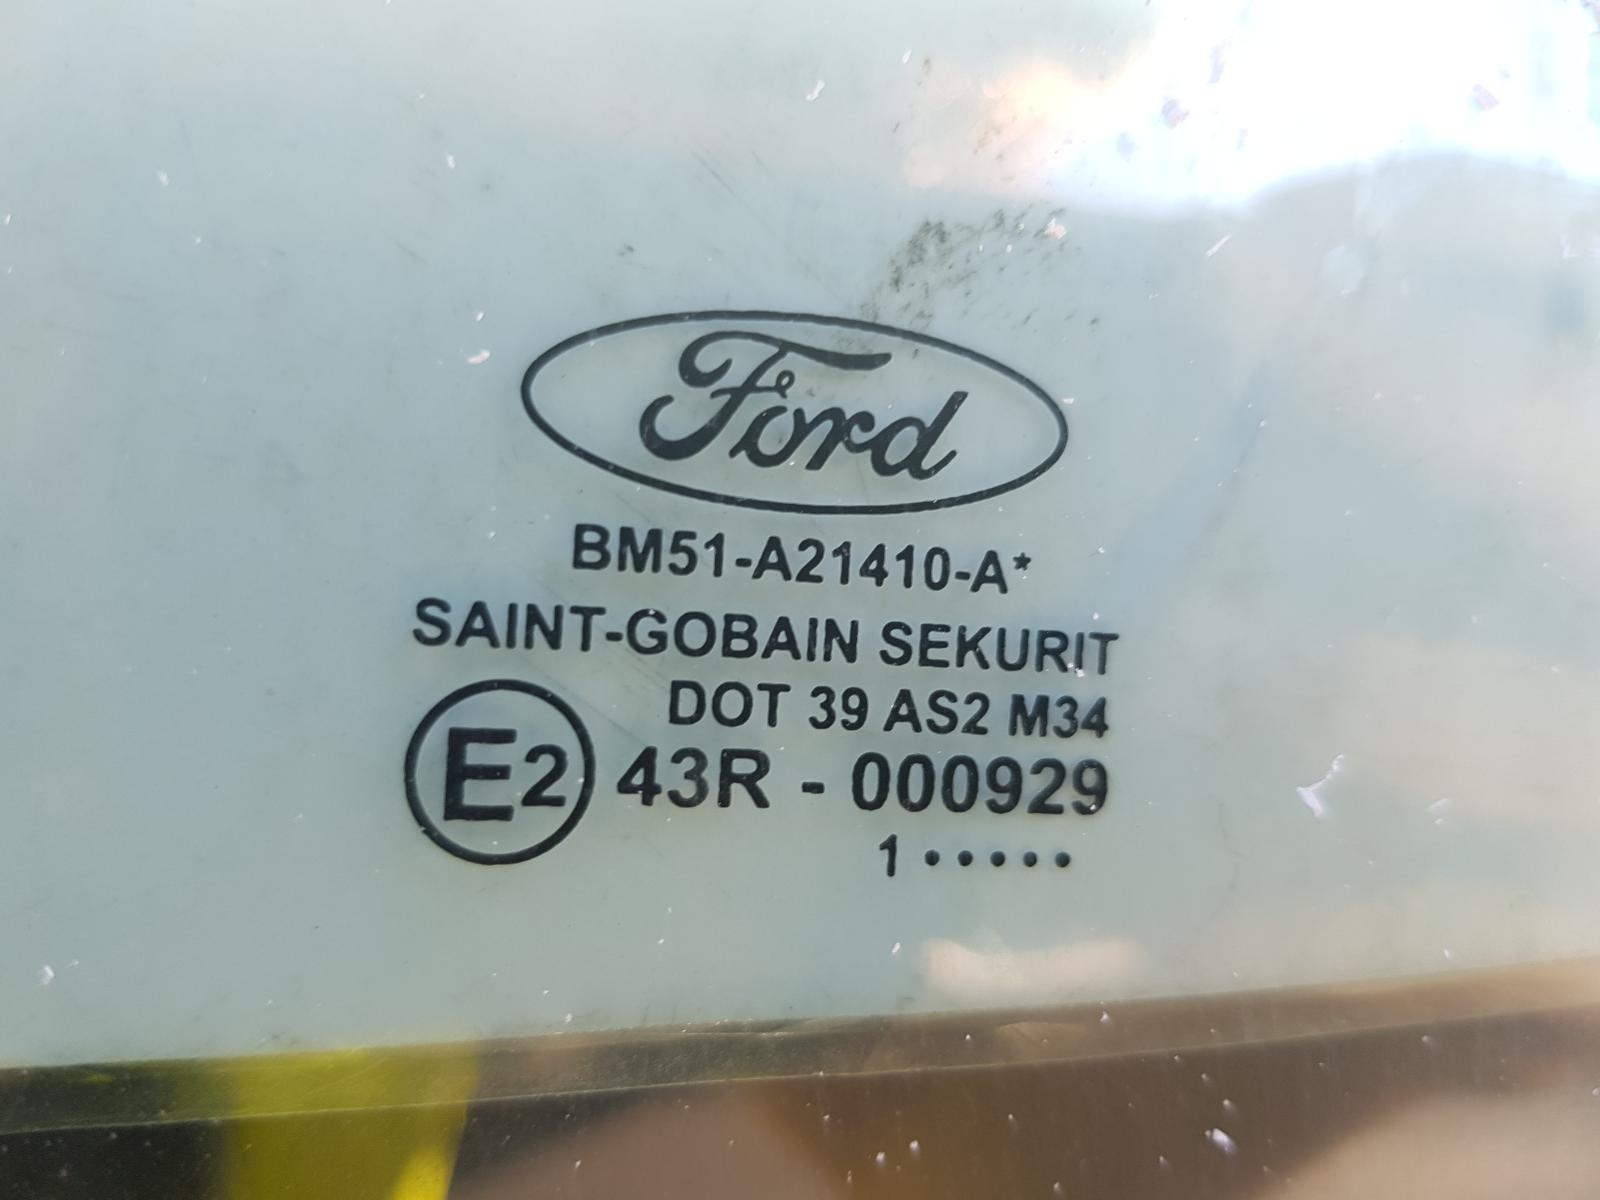 Ford
BM51-A21410-A*
SAINT-GOBAIN SEKURIT
DOT 39 AS2 M34
E2 43R - 000929
1 • • • • •